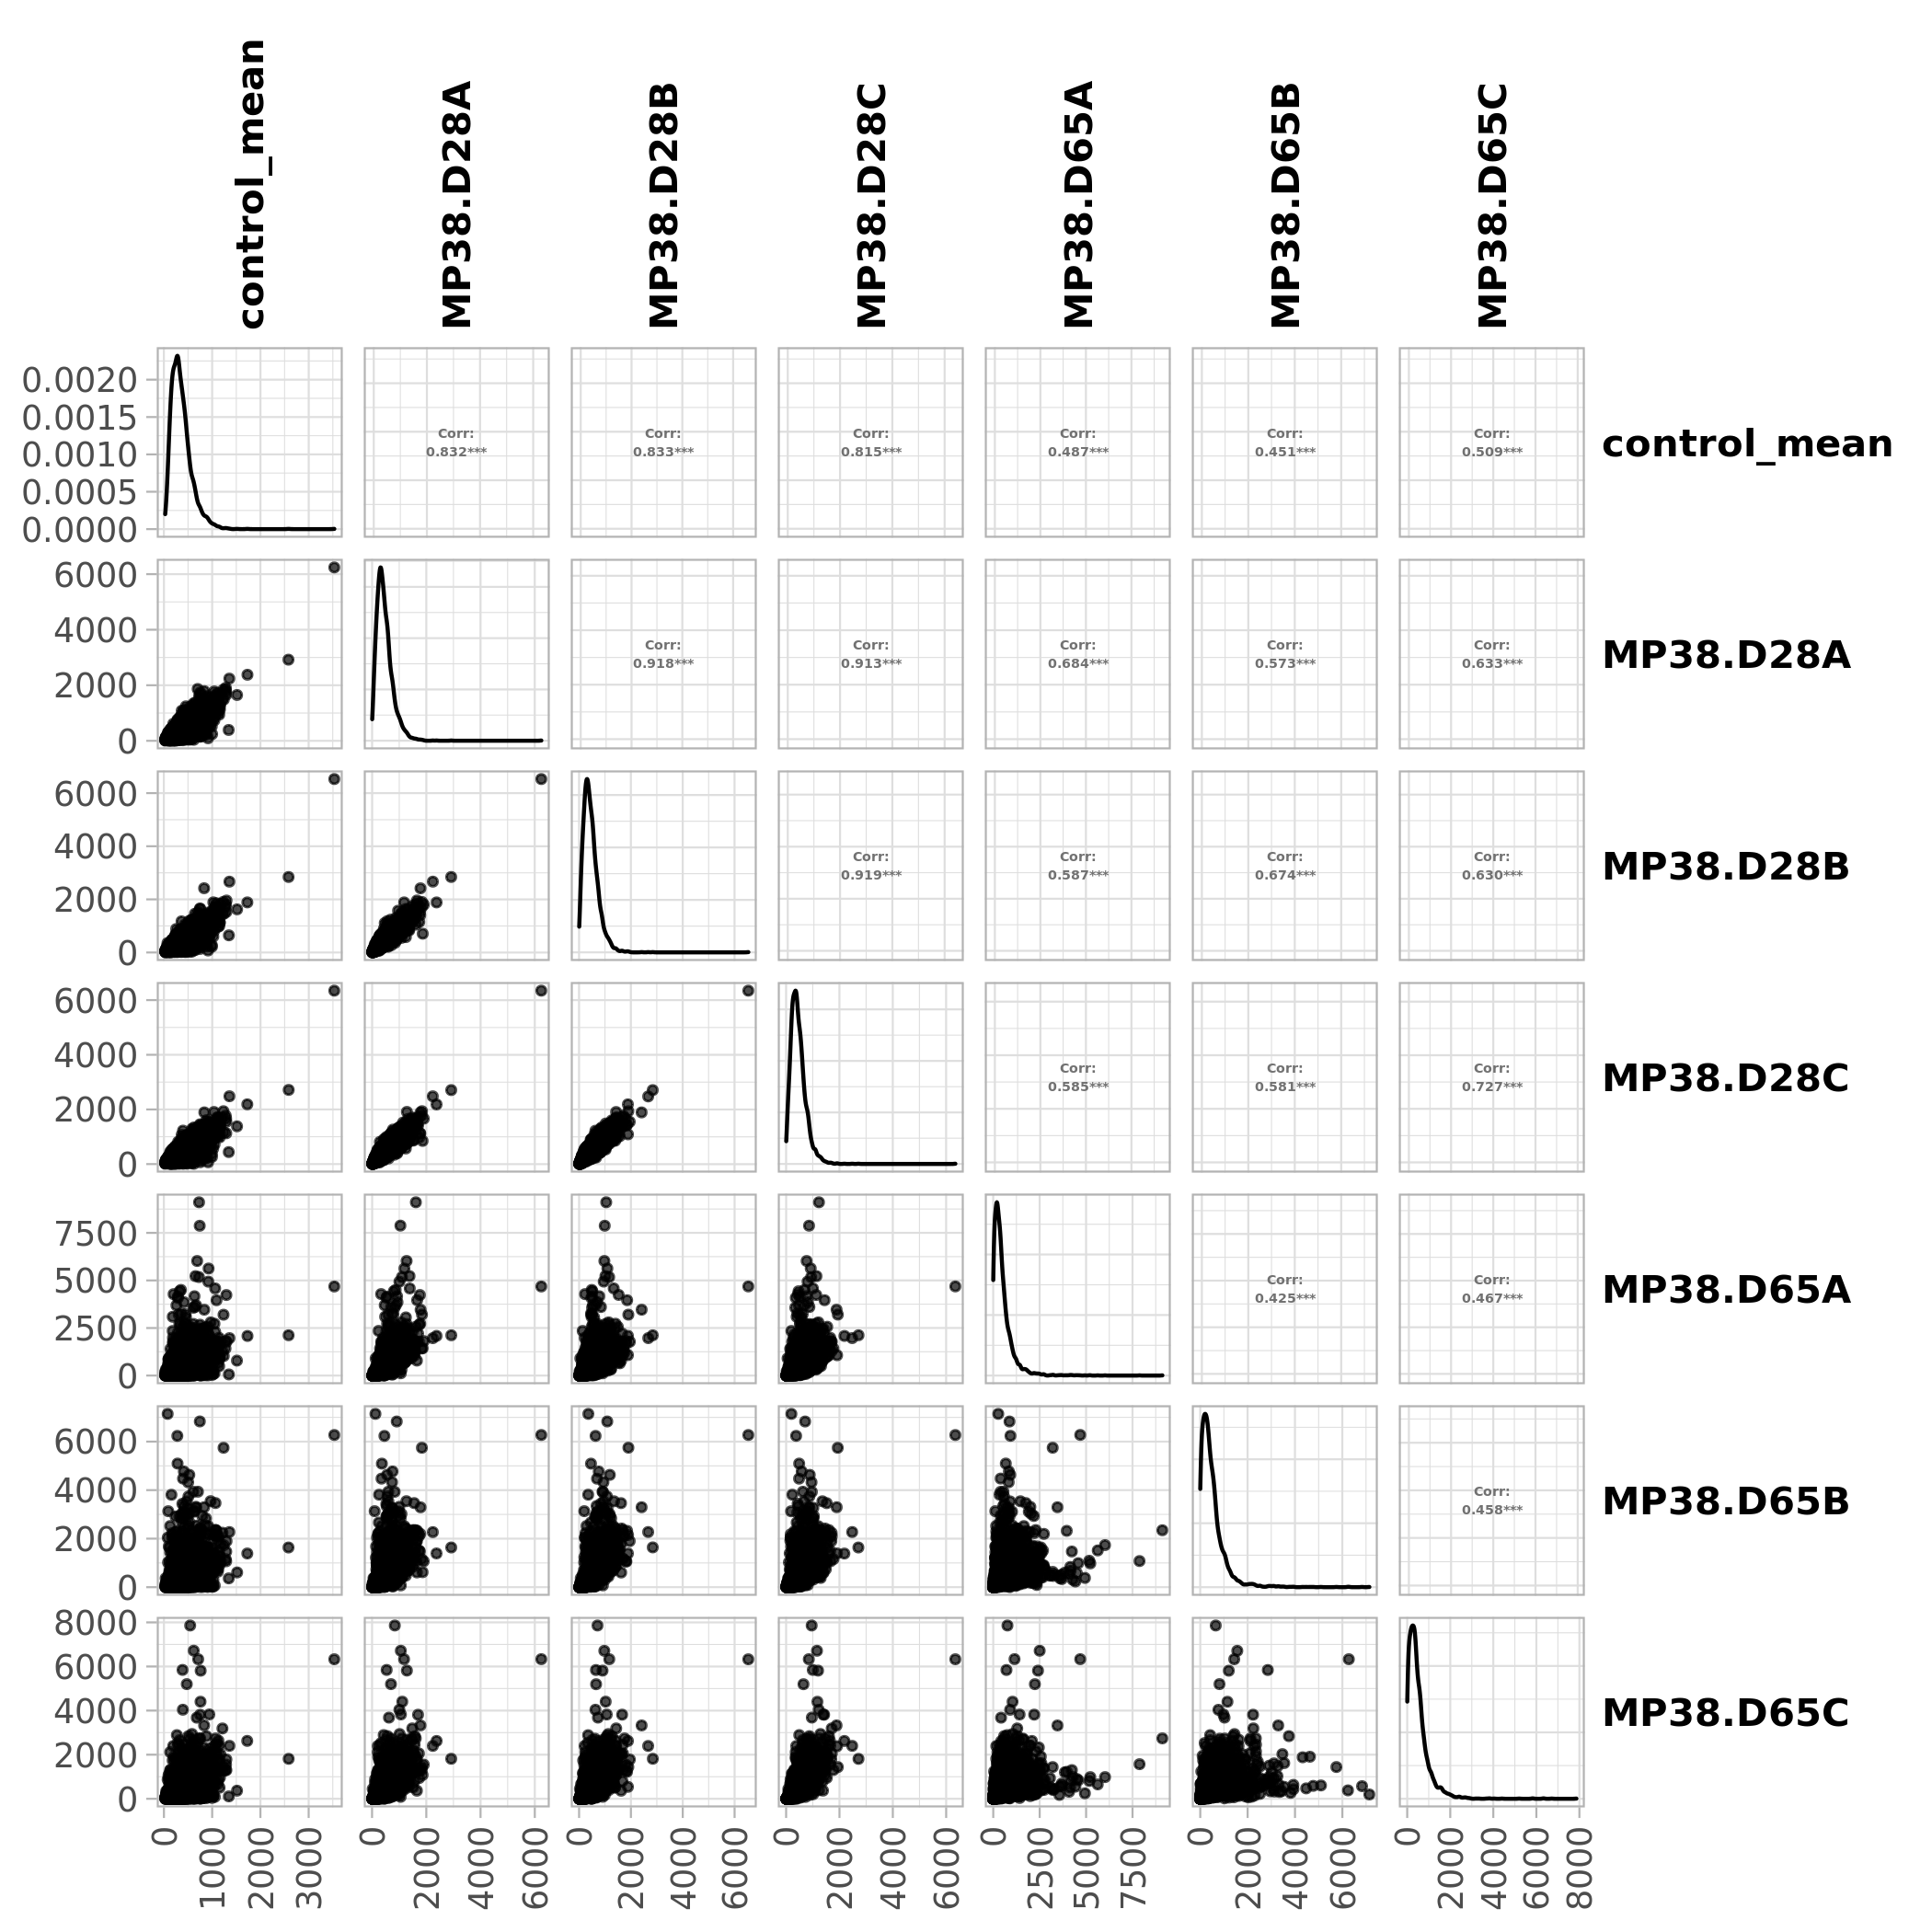 control_mean
MP38.D28A
MP38.D28B
MP38.D28C
MP38.D65A
MP38.D65B
MP38.D65C
0.0020
0.0015
0.0010
0.0005
0.0000
Corr:
0.832***
Corr:
0.833***
Corr:
0.815***
Corr:
0.487***
Corr:
0.451***
Corr:
0.509***
control_mean
6000
4000
2000
0
Corr:
0.918***
Corr:
0.913***
Corr:
0.684***
Corr:
0.573***
Corr:
0.633***
MP38.D28A
6000
4000
2000
0
Corr:
0.919***
Corr:
0.587***
Corr:
0.674***
Corr:
0.630***
MP38.D28B
6000
4000
2000
0
Corr:
0.585***
Corr:
0.581***
Corr:
0.727***
MP38.D28C
7500
5000
2500
0
Corr:
0.425***
Corr:
0.467***
MP38.D65A
6000
4000
2000
0
Corr:
0.458***
MP38.D65B
8000
6000
4000
2000
0
MP38.D65C
0
1000
2000
3000
0
2000
4000
6000
0
2000
4000
6000
0
2000
4000
6000
0
2500
5000
7500
0
2000
4000
6000
0
2000
4000
6000
8000